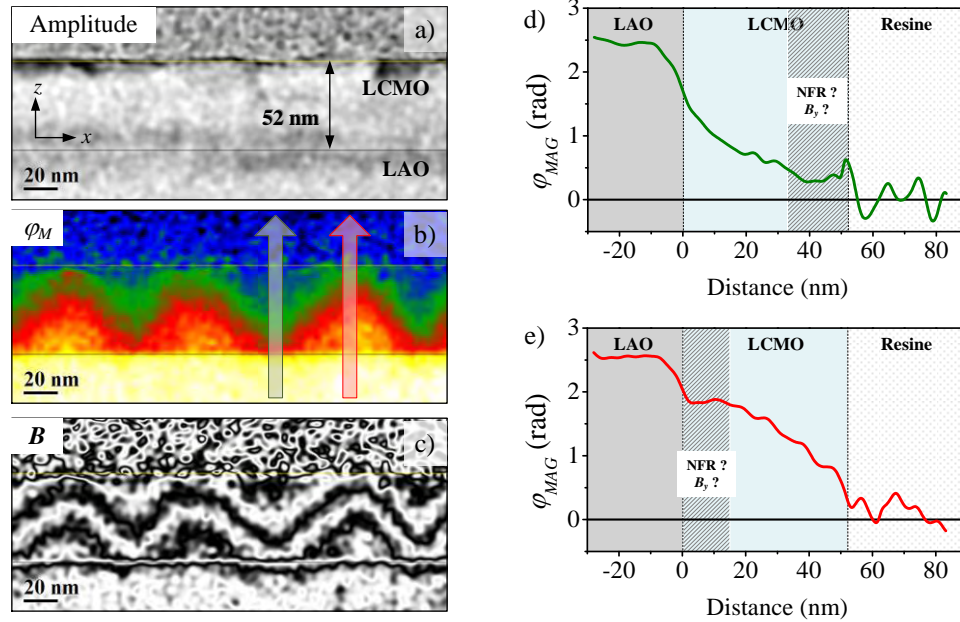 Amplitude
a)
LCMO
z
x
52 nm
LAO
20 nm
φM
b)
20 nm
B
c)
20 nm
d)
3
2
1
0
φMAG (rad)
LAO
LCMO
Resine
NFR ?
By ?
-20 0 20 40 60 80
Distance (nm)
e)
3
2
1
0
φMAG (rad)
LAO
LCMO
Resine
NFR ?
By ?
-20 0 20 40 60 80
Distance (nm)